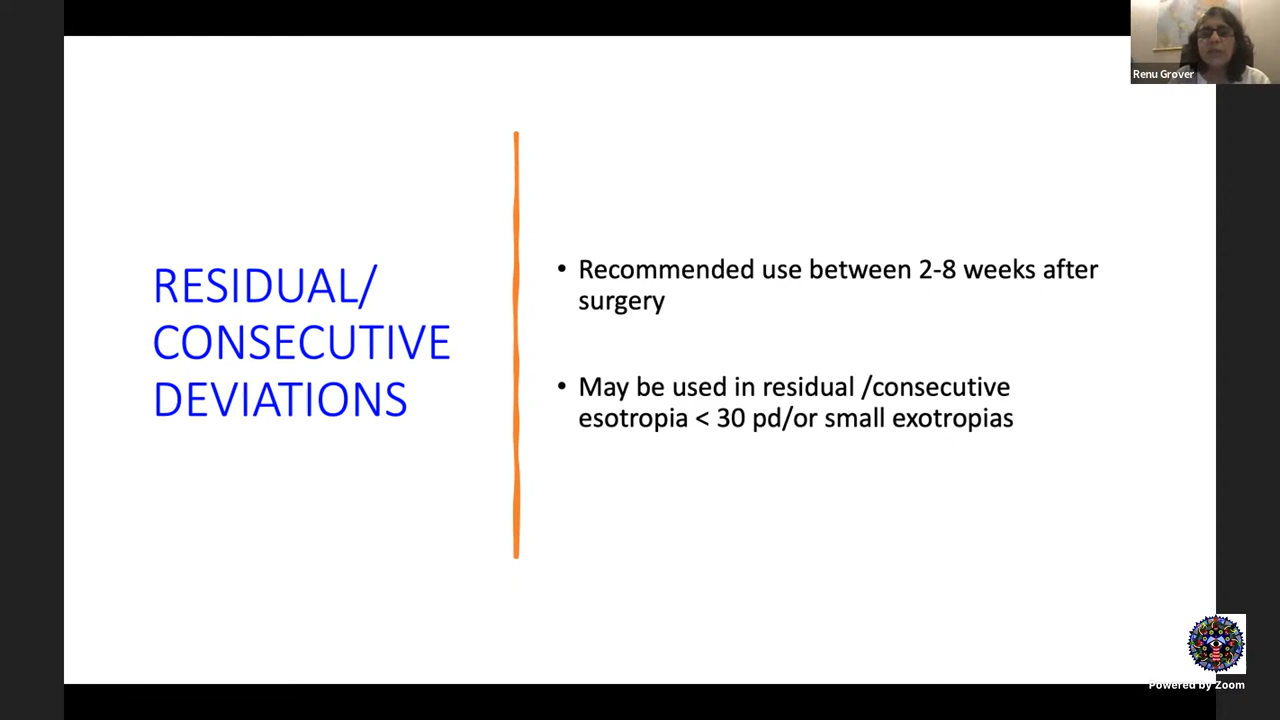 Renu Grover
RESIDUAL/
CONSECUTIVE
DEVIATIONS
• Recommended use between 2-8 weeks after
surgery
• May be used in residual /consecutive
esotropia < 30 pd/or small exotropias
Powered by Zoom